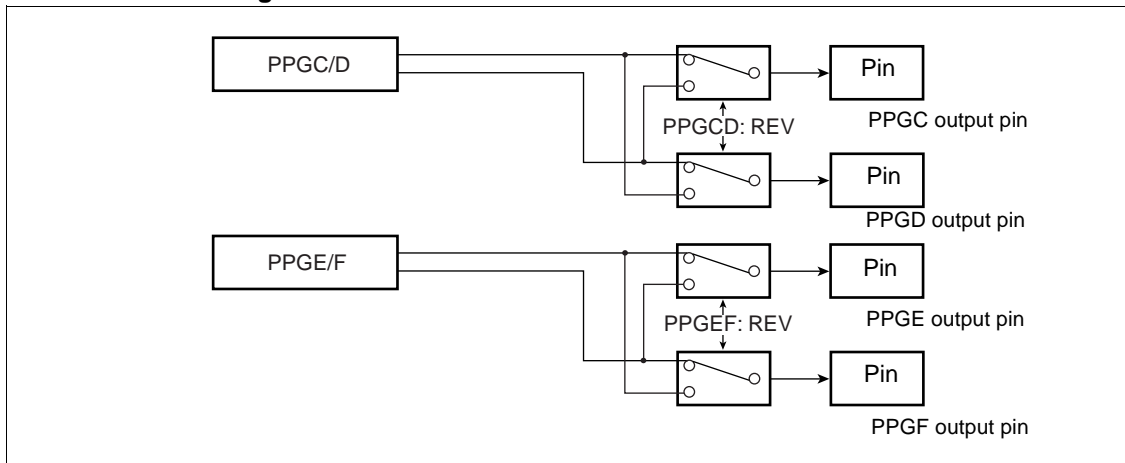 PPGC/D
Pin
PPGC output pin
PPGCD: REV
Pin
PPGD output pin
PPGE/F
Pin
PPGE output pin
PPGEF: REV
Pin
PPGF output pin